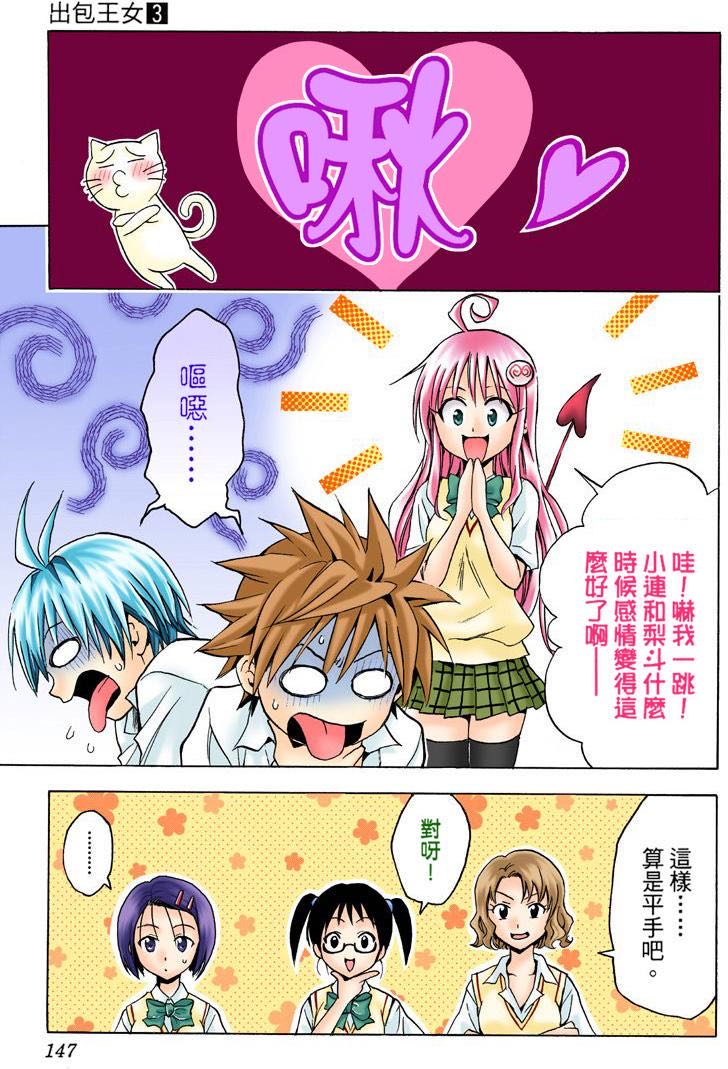 出包王女3
啾
哇！嚇我一跳！
小連和梨斗什麼
時候感情變得這
麼好了啊——
嘔噁……
這樣……
算是平手吧。
對呀！
……
147